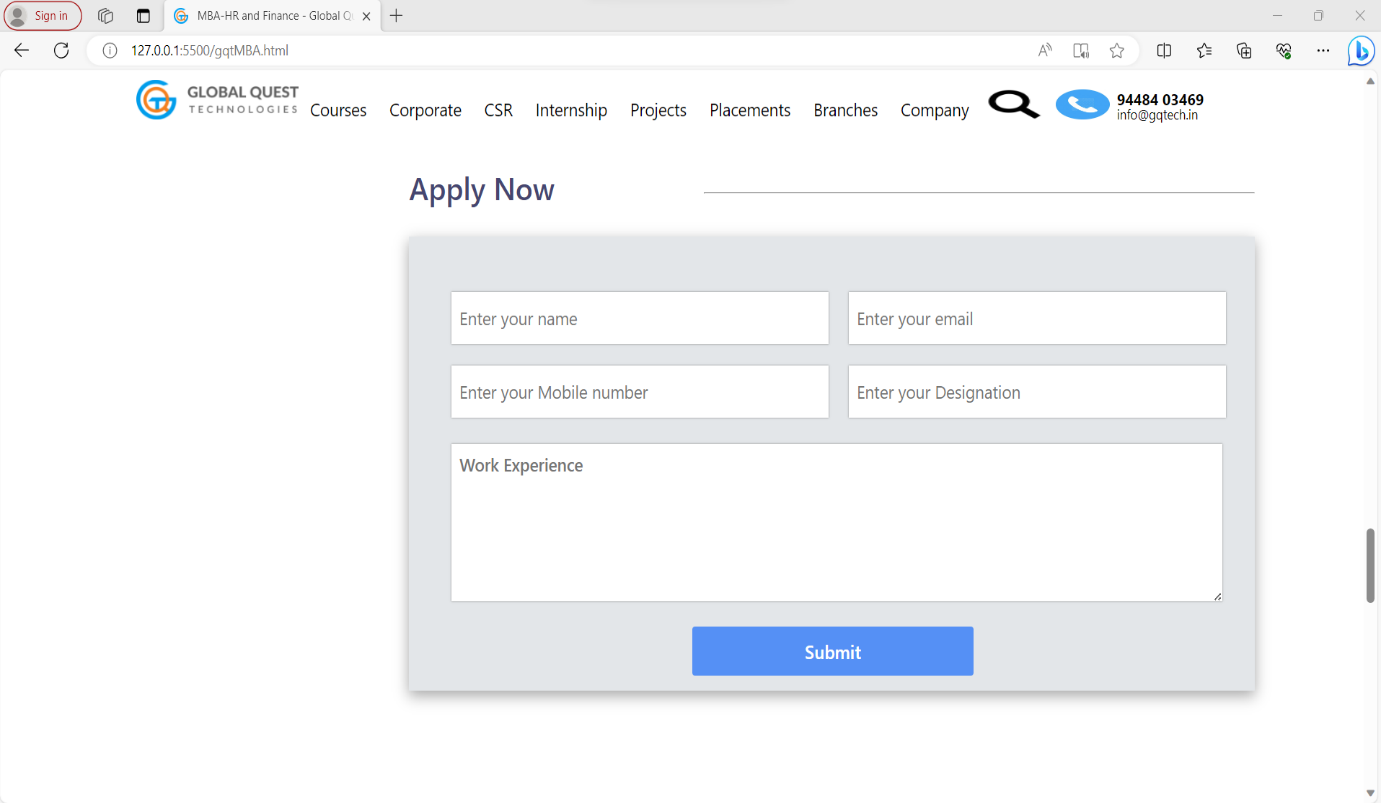 Sign in
MBA-HR and Finance - Global Q
127.0.0.1:5500/gqtMBA.html
GLOBAL QUEST
TECHNOLOGIES
Courses Corporate CSR Internship Projects Placements Branches Company
94484 03469
info@gqtech.in
Apply Now
Enter your name Enter your email
Enter your Mobile number Enter your Designation
Work Experience
Submit